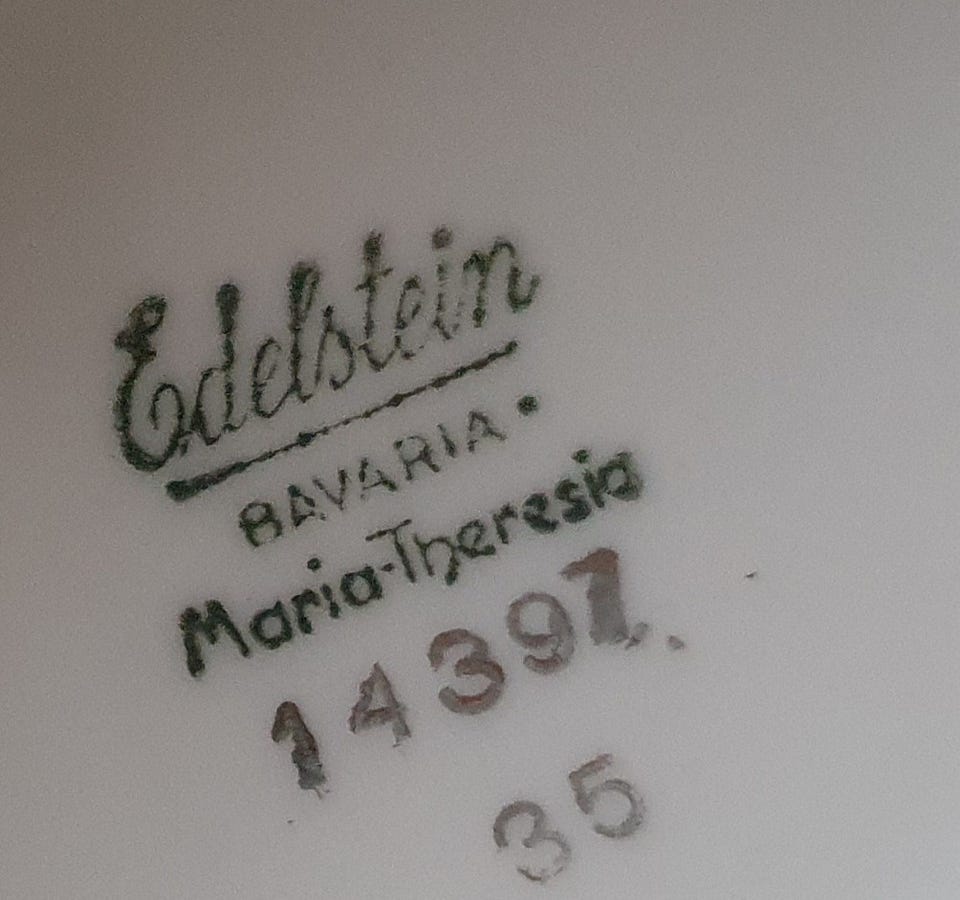 Edelstein
BAVARIA
Maria-Theresia
14391
35